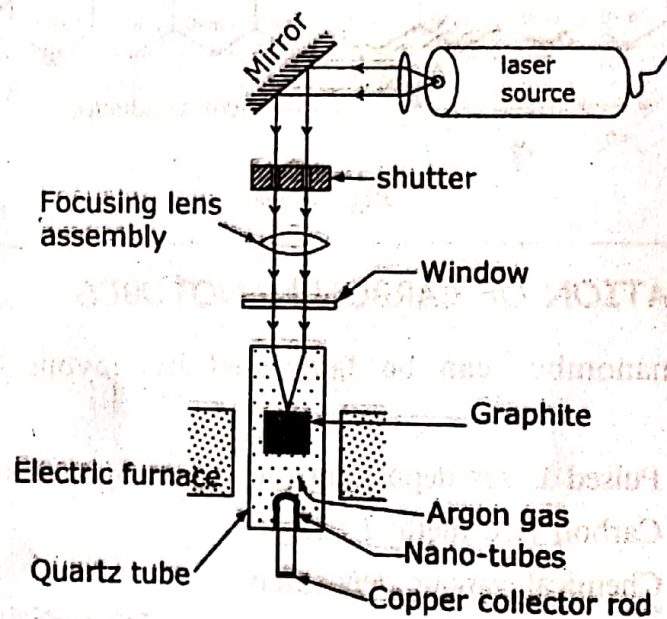 Mirror
laser
source
shutter
Focusing lens
assembly
Window
Graphite
Electric furnace
Argon gas
Nano-tubes
Quartz tube
Copper collector rod